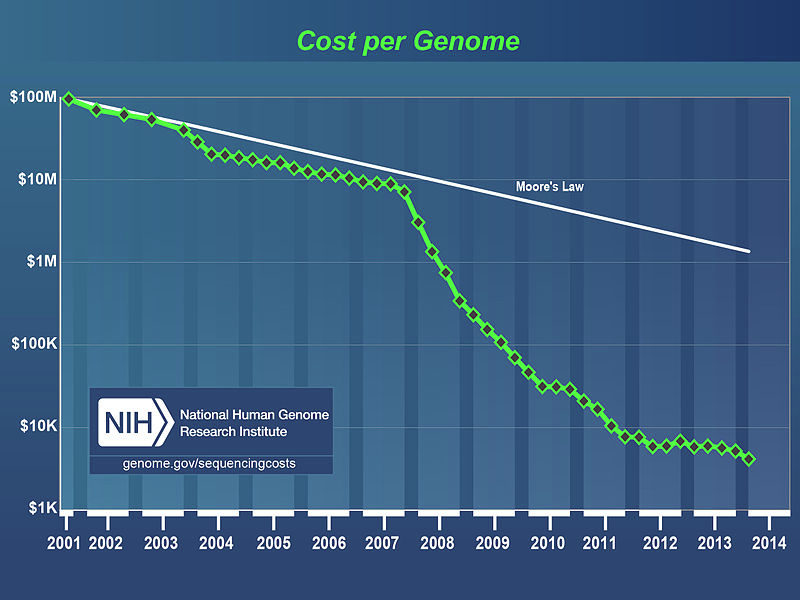 Cost per Genome
$100M
$10M
$1M
$100K
$10K
$1K
Moore's Law
NIH
National Human Genome
Research Institute
genome.gov/sequencingcosts
2001 2002 2003 2004 2005 2006 2007 2008 2009 2010 2011 2012 2013 2014